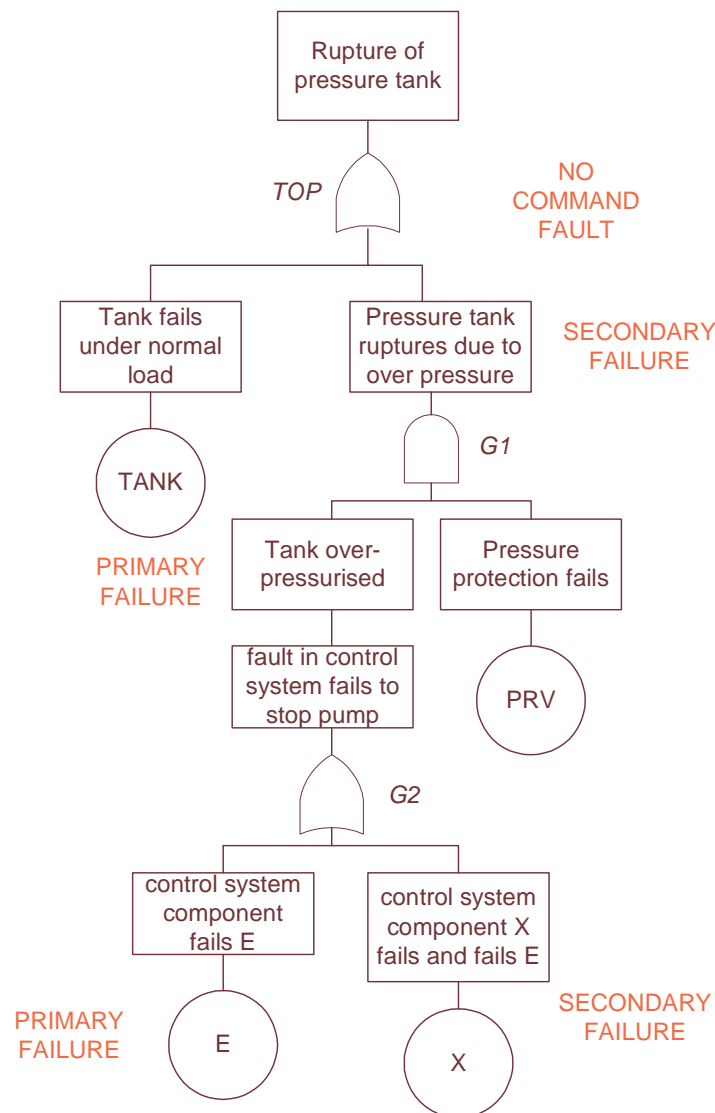 Rupture of
pressure tank
TOP
NO
COMMAND
FAULT
Tank fails
under normal
load
Pressure tank
ruptures due to
over pressure
SECONDARY
FAILURE
TANK
G1
PRIMARY
FAILURE
Tank over-
pressurised
Pressure
protection fails
fault in control
system fails to
stop pump
PRV
G2
control system
component
fails E
control system
component X
fails and fails E
PRIMARY
FAILURE
E
X
SECONDARY
FAILURE